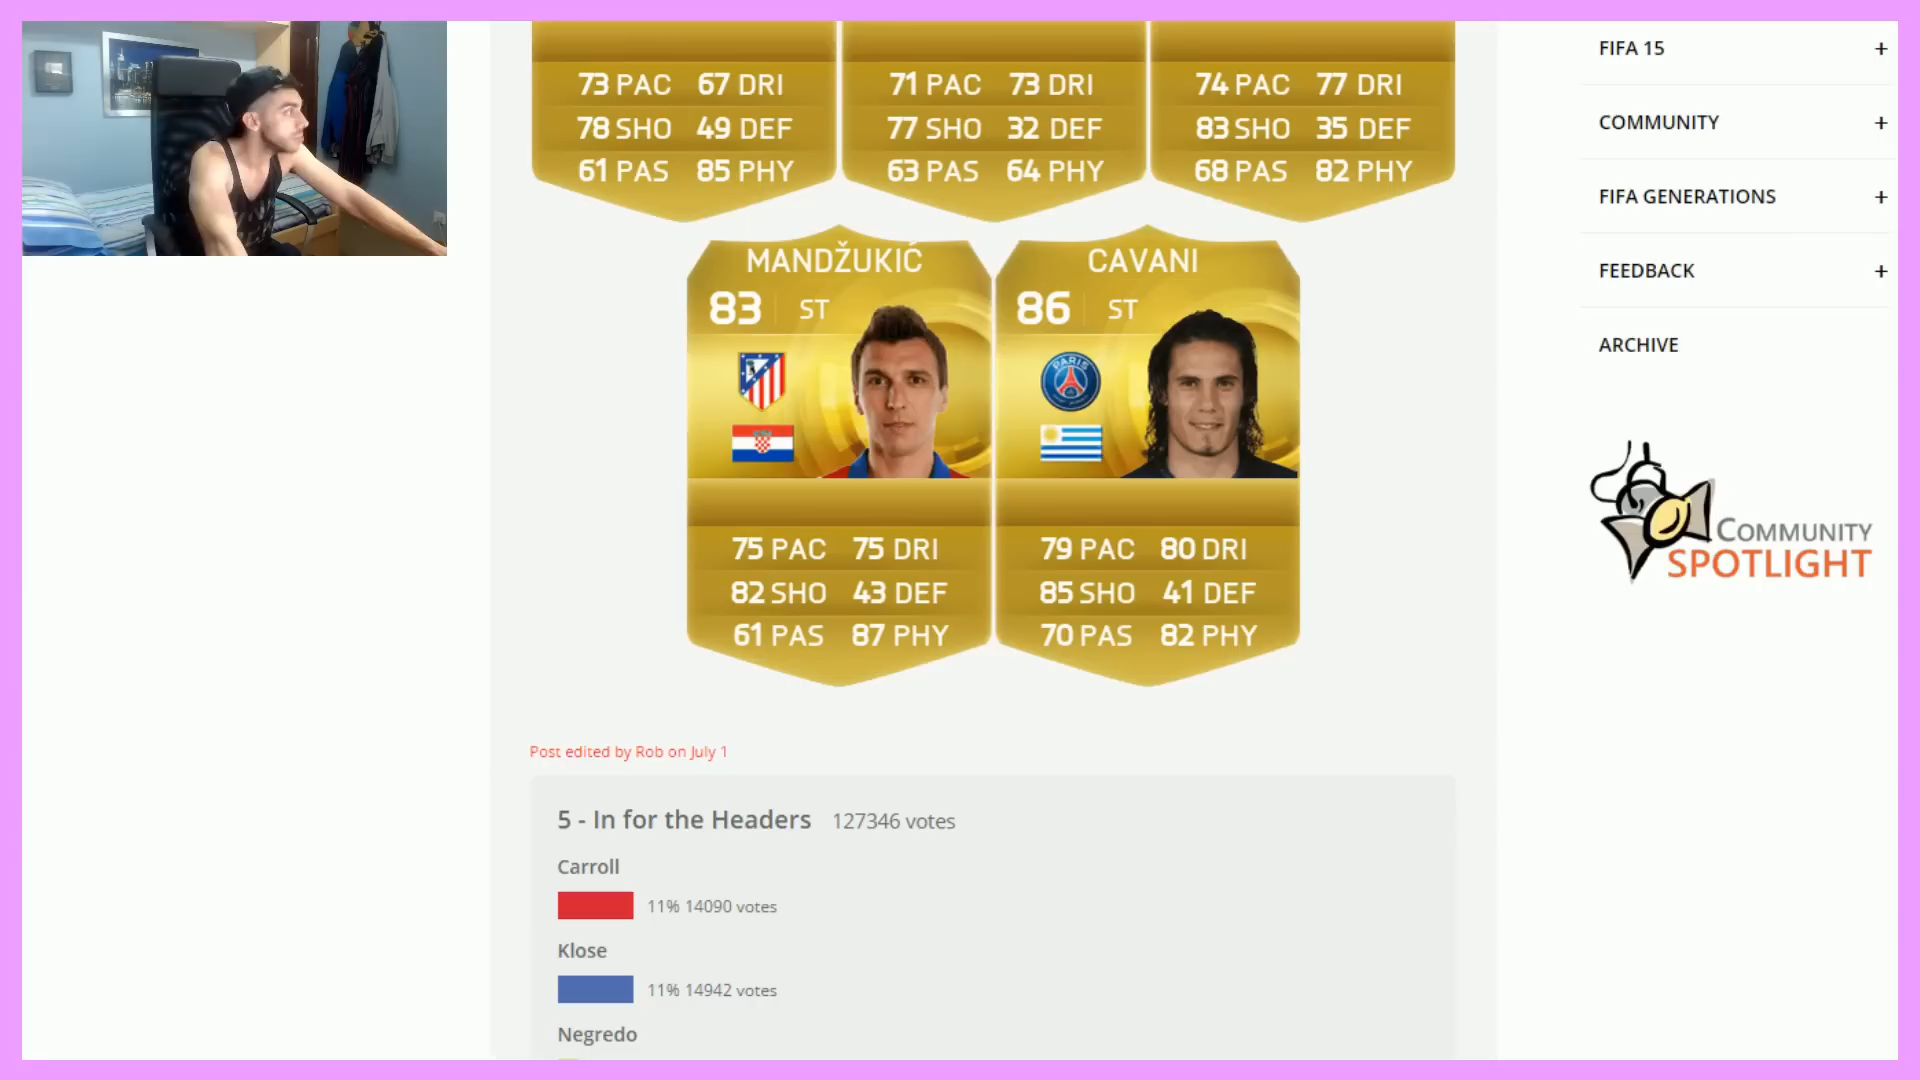 73 PAC 67 DRI
78 SHO 49 DEF
61 PAS 85 PHY
71 PAC 73 DRI
77 SHO 32 DEF
63 PAS 64 PHY
74 PAC 77 DRI
83 SHO 35 DEF
68 PAS 82 PHY
MANDŽUKIĆ
83 ST
75 PAC 75 DRI
82 SHO 43 DEF
61 PAS 87 PHY
CAVANI
86 ST
PARIS
79 PAC 80 DRI
85 SHO 41 DEF
70 PAS 82 PHY
Post edited by Rob on July 1
5 - In for the Headers 127346 votes
Carroll
11% 14090 votes
Klose
11% 14942 votes
Negredo
FIFA 15 +
COMMUNITY +
FIFA GENERATIONS +
FEEDBACK +
ARCHIVE
COMMUNITY
SPOTLIGHT